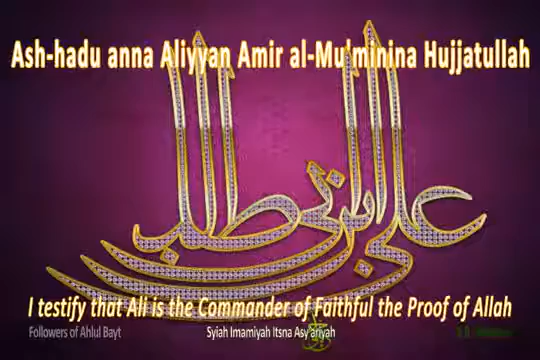 Ash-hadu anna Aliyyan Amir al-Mu'minina Hujjatullah
علي ابن أبي طالب
I testify that Ali is the Commander of Faithful the Proof of Allah
Followers of Ahlul Bayt
Syiah Imamiyah Itsna Asy'ariyah